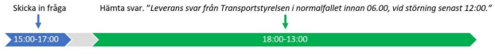 Skicka in fråga
Hämta svar. "Leverans svar från Transportstyrelsen i normalfallet innan 06.00, vid störning senast 12:00."
15:00-17:00
18:00-13:00